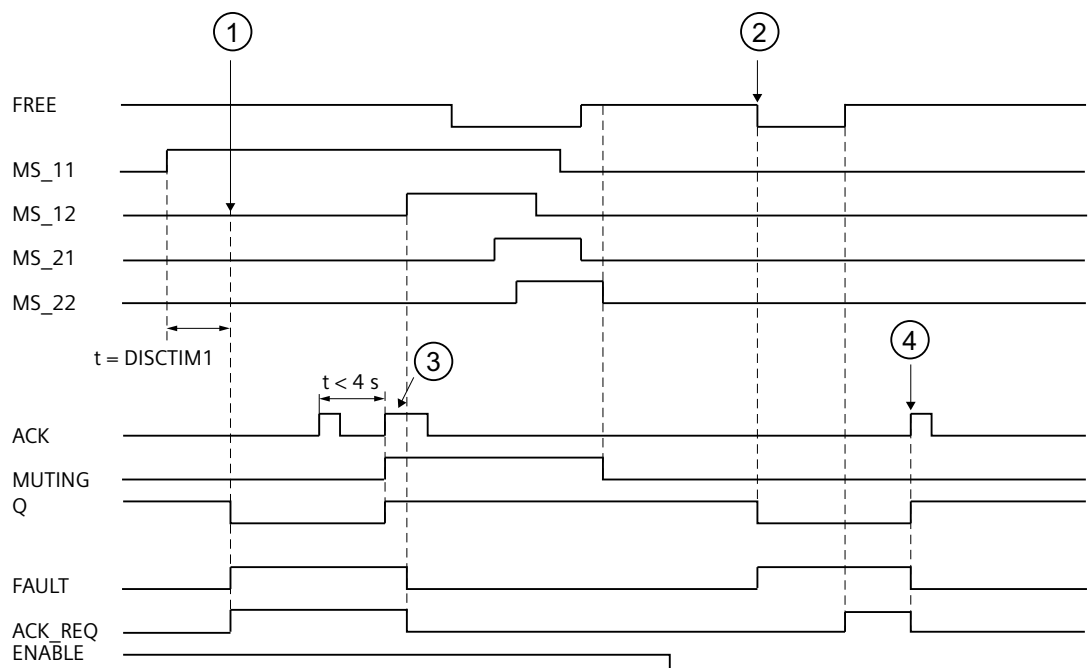 1
2
FREE
MS_11
MS_12
MS_21
MS_22
t = DISCTIM1
t < 4 s
3
4
ACK
MUTING
Q
FAULT
ACK_REQ
ENABLE